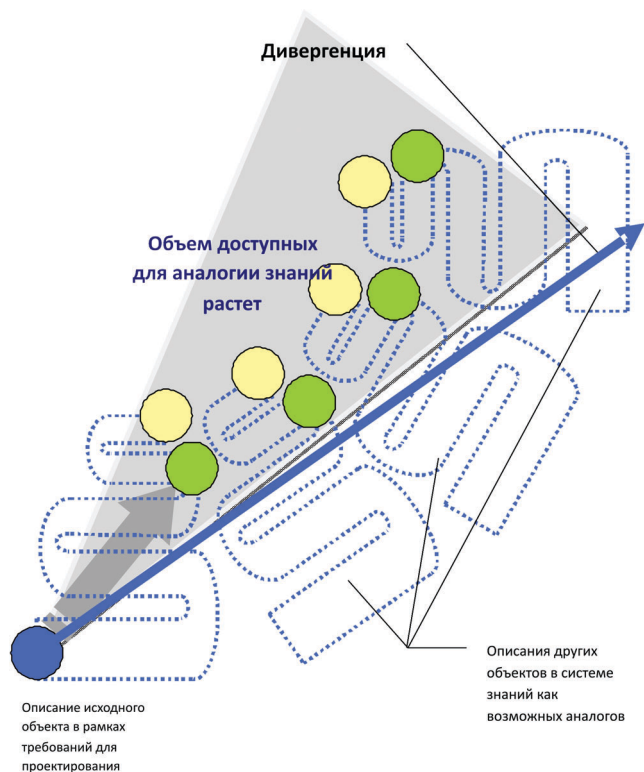 Дивергенция
Объем доступных
для аналогии знаний
растет
Описания других
объектов в системе
знаний как
возможных аналогов
Описание исходного
объекта в рамках
требований для
проектирования